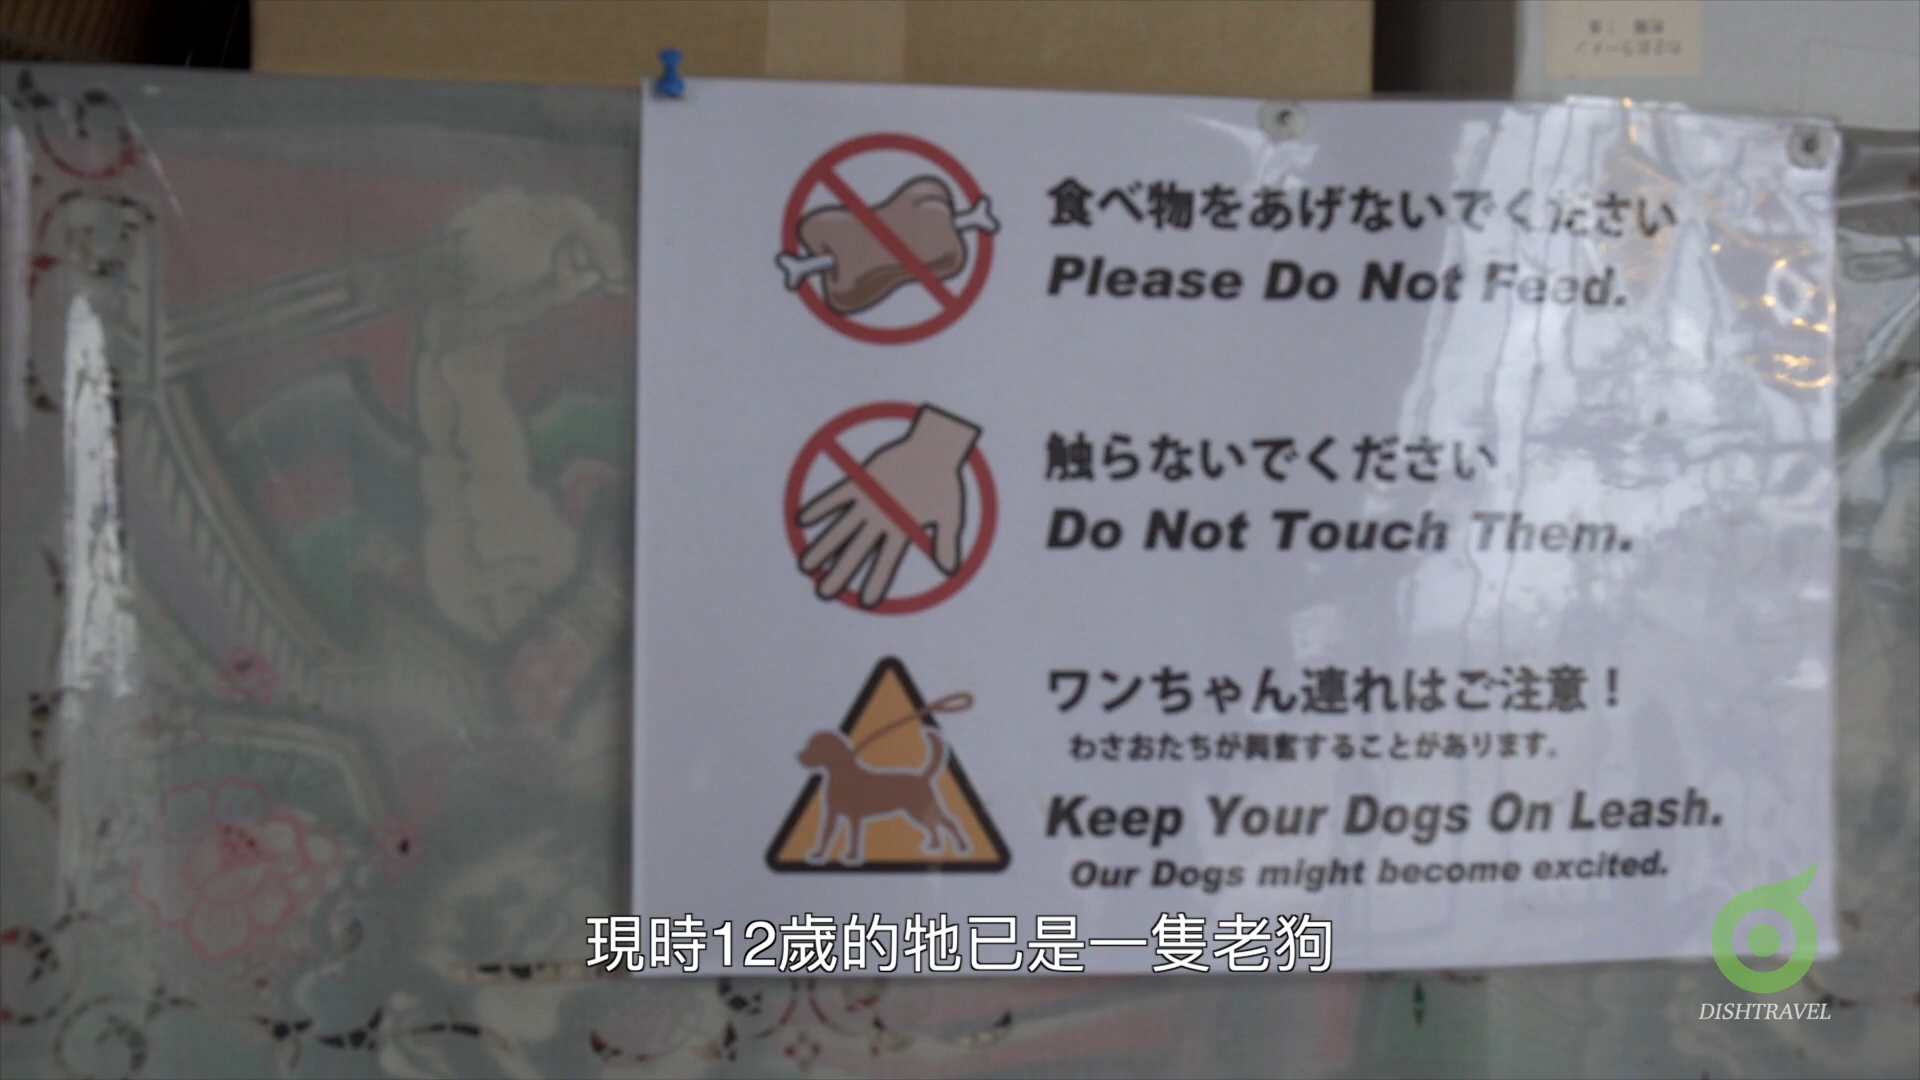 食べ物をあげないでください
Please Do Not Feed.
触らないでください
Do Not Touch Them.
ワンちゃん連れはご注意！
わさおたちが興奮することがあります。
Keep Your Dogs On Leash.
Our Dogs might become excited.
現時12歲的牠已是一隻老狗
DISHTRAVEL